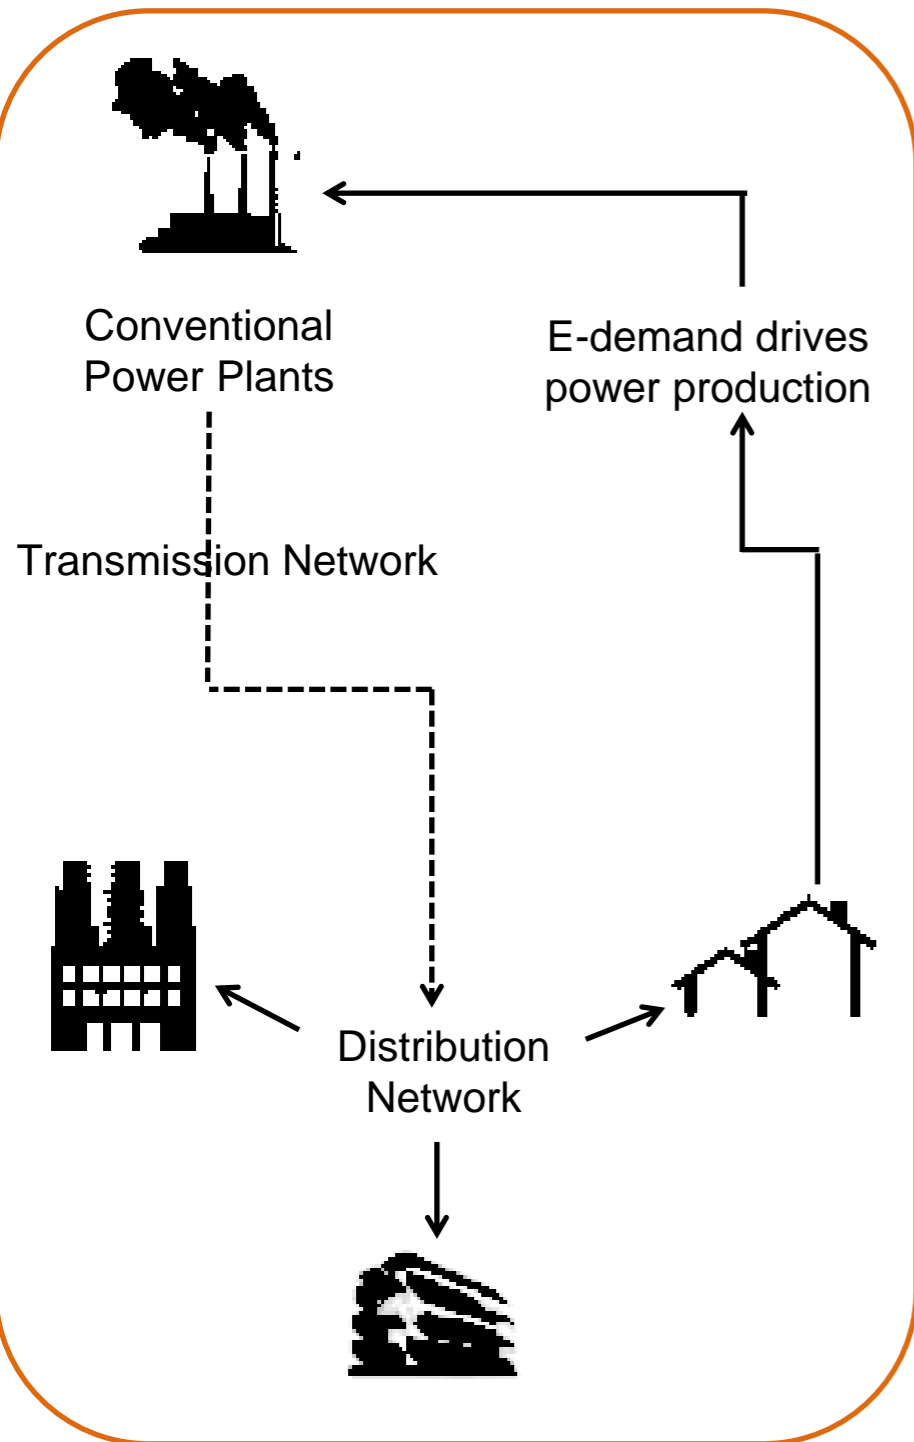 Conventional
Power Plants
E-demand drives
power production
Transmission Network
Distribution
Network